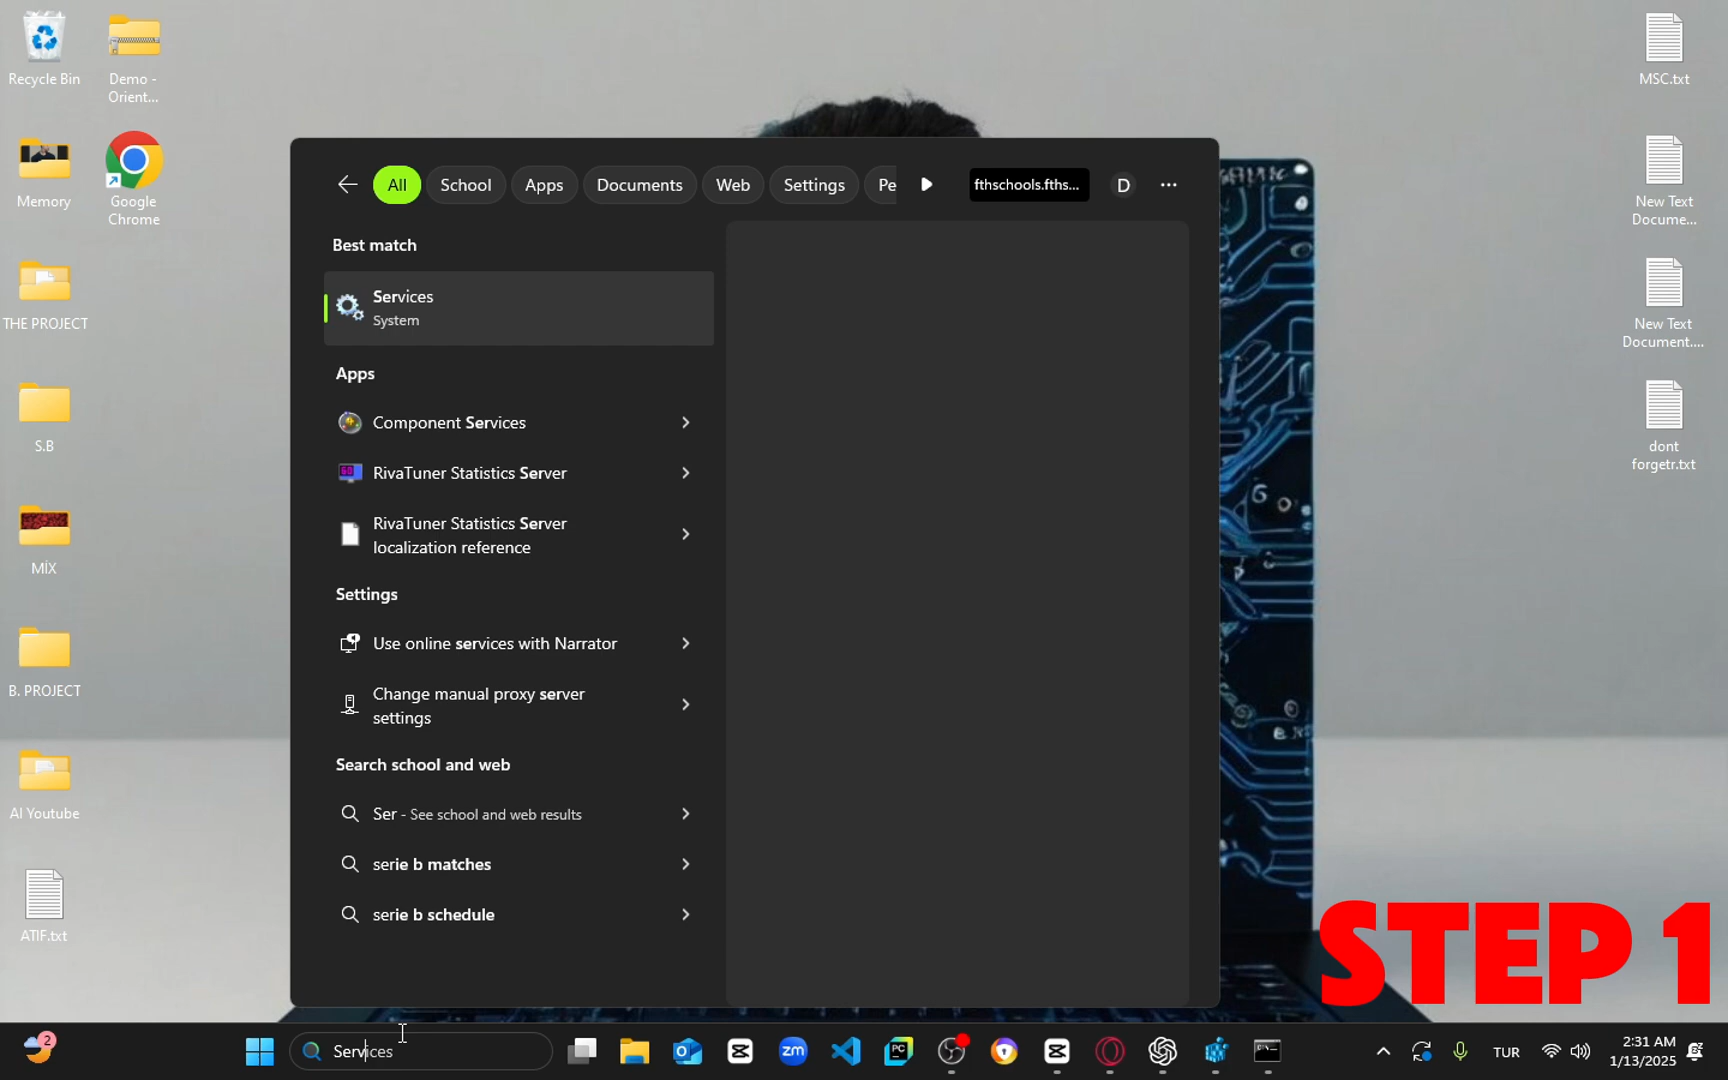 Recycle Bin
Demo -
Orient...
Memory
Google
Chrome
THE PROJECT
S.B
MİX
B. PROJECT
AI Youtube
ATIF.txt
MSC.txt
New Text
Docume...
New Text
Document....
dont
forgetr.txt
All
School
Apps
Documents
Web
Settings
Pe
fthschools.fths...
D
Best match
Services
System
Apps
Component Services
RivaTuner Statistics Server
RivaTuner Statistics Server
localization reference
Settings
Use online services with Narrator
Change manual proxy server
settings
Search school and web
Ser - See school and web results
serie b matches
serie b schedule
STEP 1
2
Services
zm
PC
TUR
2:31 AM
1/13/2025